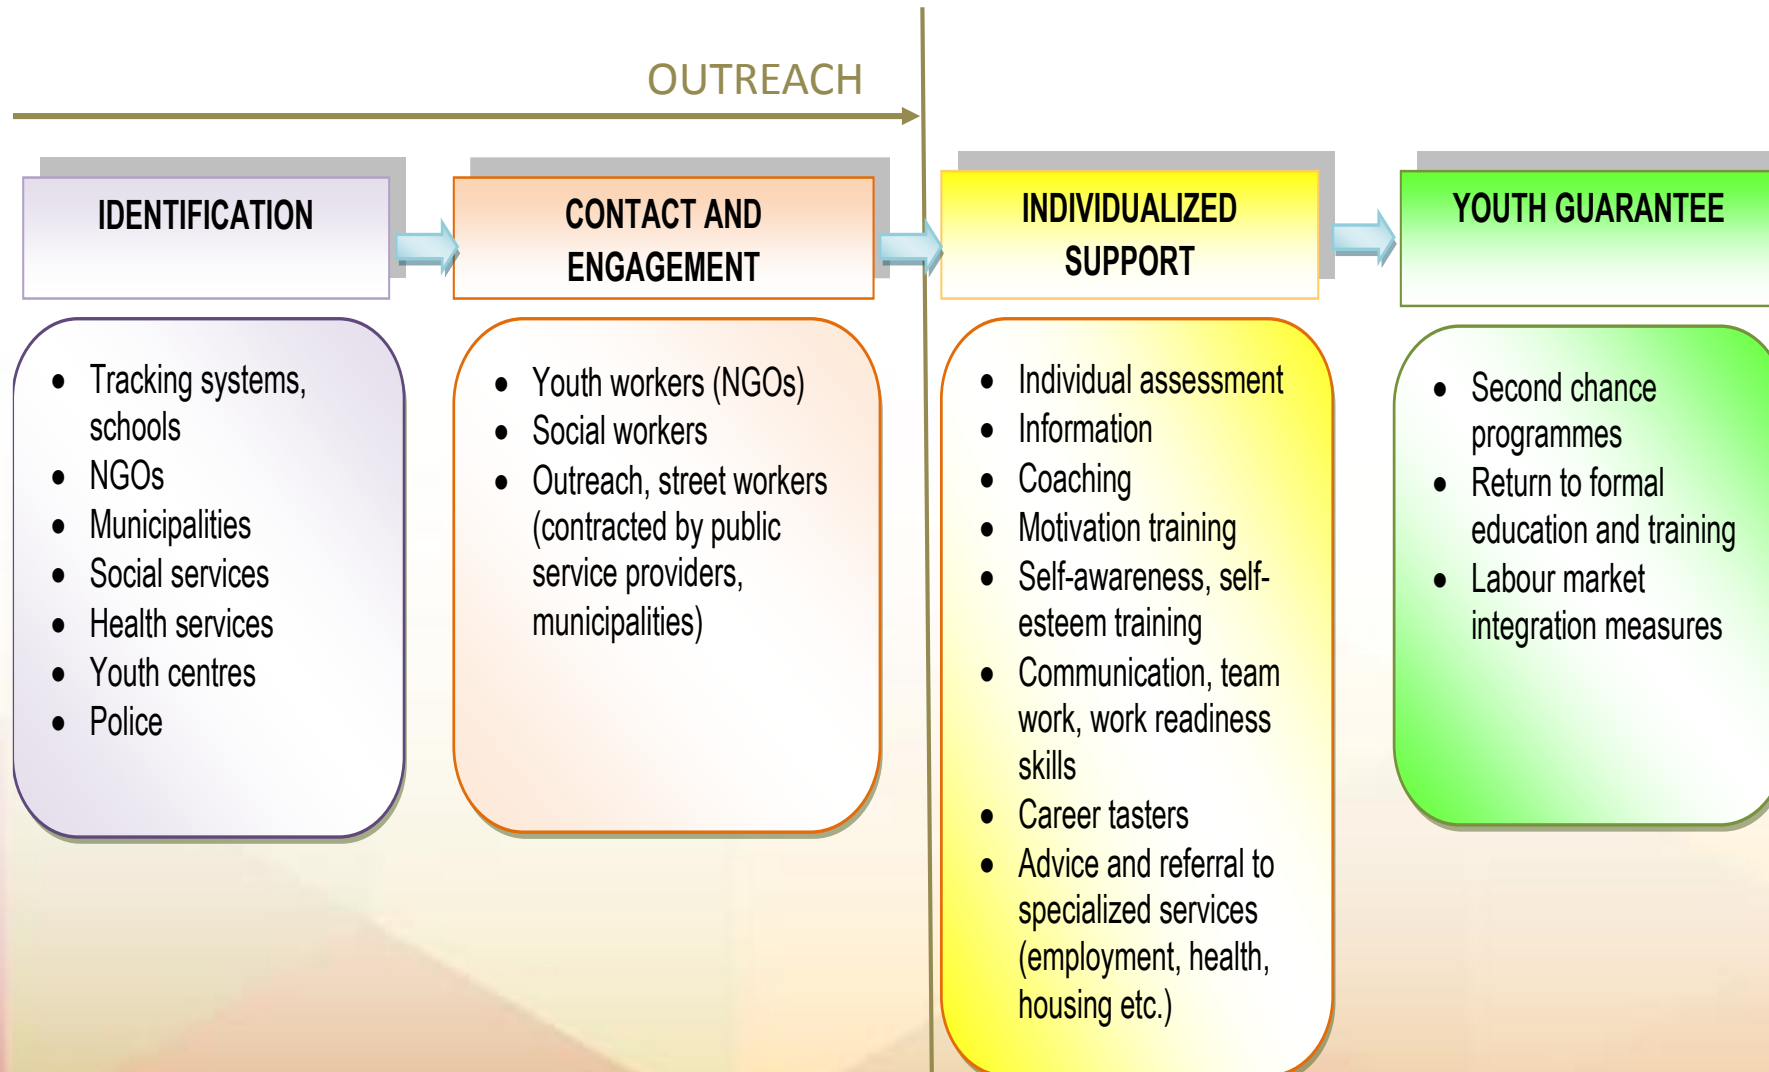 OUTREACH
IDENTIFICATION
• Tracking systems,
schools
• NGOs
• Municipalities
• Social services
• Health services
• Youth centres
• Police
CONTACT AND
ENGAGEMENT
• Youth workers (NGOs)
• Social workers
• Outreach, street workers
(contracted by public
service providers,
municipalities)
INDIVIDUALIZED
SUPPORT
• Individual assessment
• Information
• Coaching
• Motivation training
• Self-awareness, self-
esteem training
• Communication, team
work, work readiness
skills
• Career tasters
• Advice and referral to
specialized services
(employment, health,
housing etc.)
YOUTH GUARANTEE
• Second chance
programmes
• Return to formal
education and training
• Labour market
integration measures